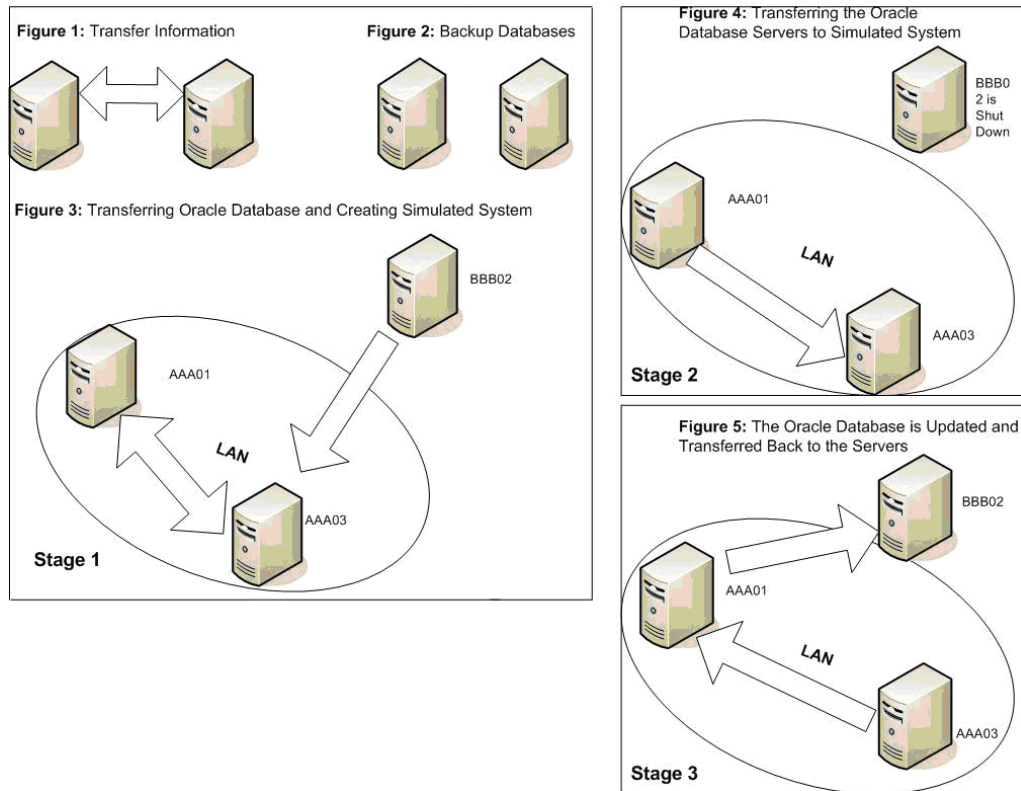 Figure 1: Transfer Information
Figure 2: Backup Databases
Figure 3: Transferring Oracle Database and Creating Simulated System
BBB02
AAA01
LAN
AAA03
Stage 1
Figure 4: Transferring the Oracle
Database Servers to Simulated System
BBB0
2 is
Shut
Down
AAA01
LAN
AAA03
Stage 2
Figure 5: The Oracle Database is Updated and
Transferred Back to the Servers
BBB02
AAA01
LAN
AAA03
Stage 3